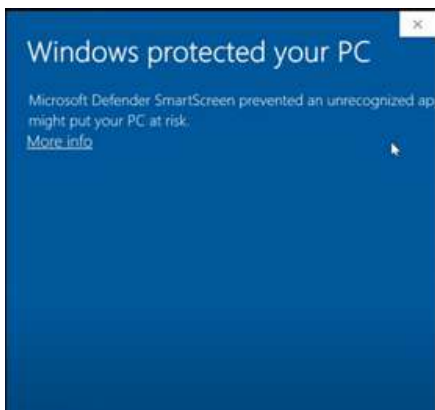 Windows protected your PC
Microsoft Defender SmartScreen prevented an unrecognized ap
might put your PC at risk.
More info